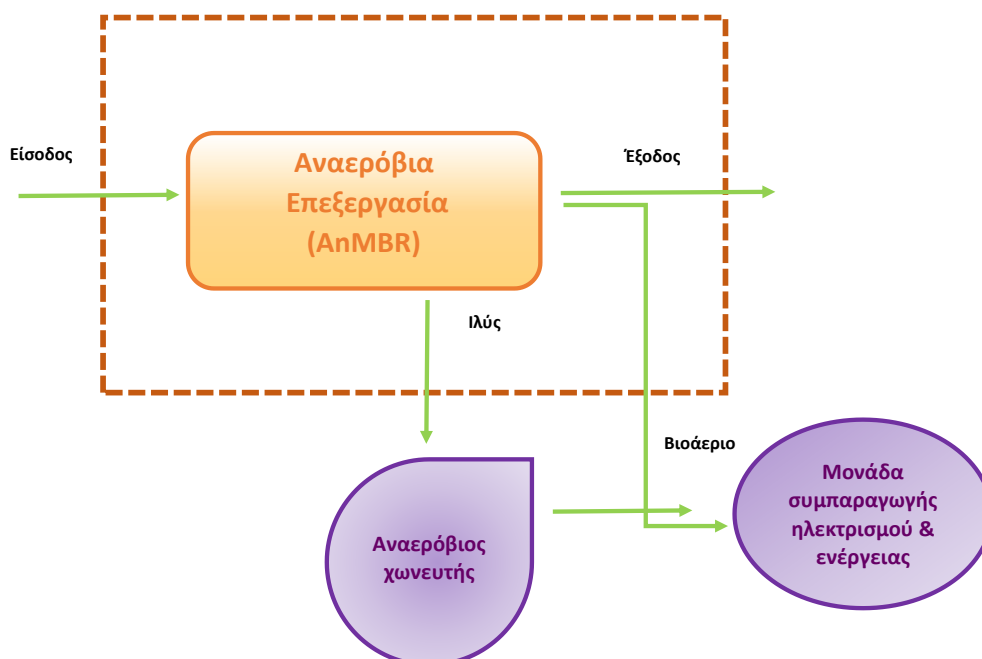 Είσοδος
Αναερόβια
Επεξεργασία
(AnMBR)
Έξοδος
Ιλύς
Βιοάεριο
Αναερόβιος
χωνευτής
Μονάδα
συμπαραγωγής
ηλεκτρισμού &
ενέργειας